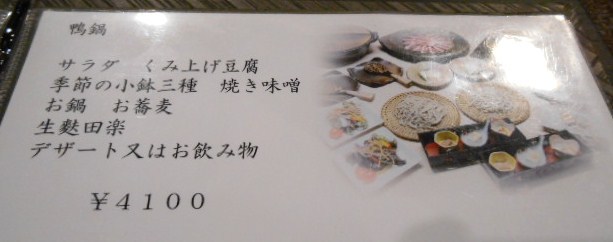 鴨鍋
サラダ くみ上げ豆腐
季節の小鉢三種 焼き味噌
お鍋 お蕎麦
生麩田楽
デザート又はお飲み物
￥4100